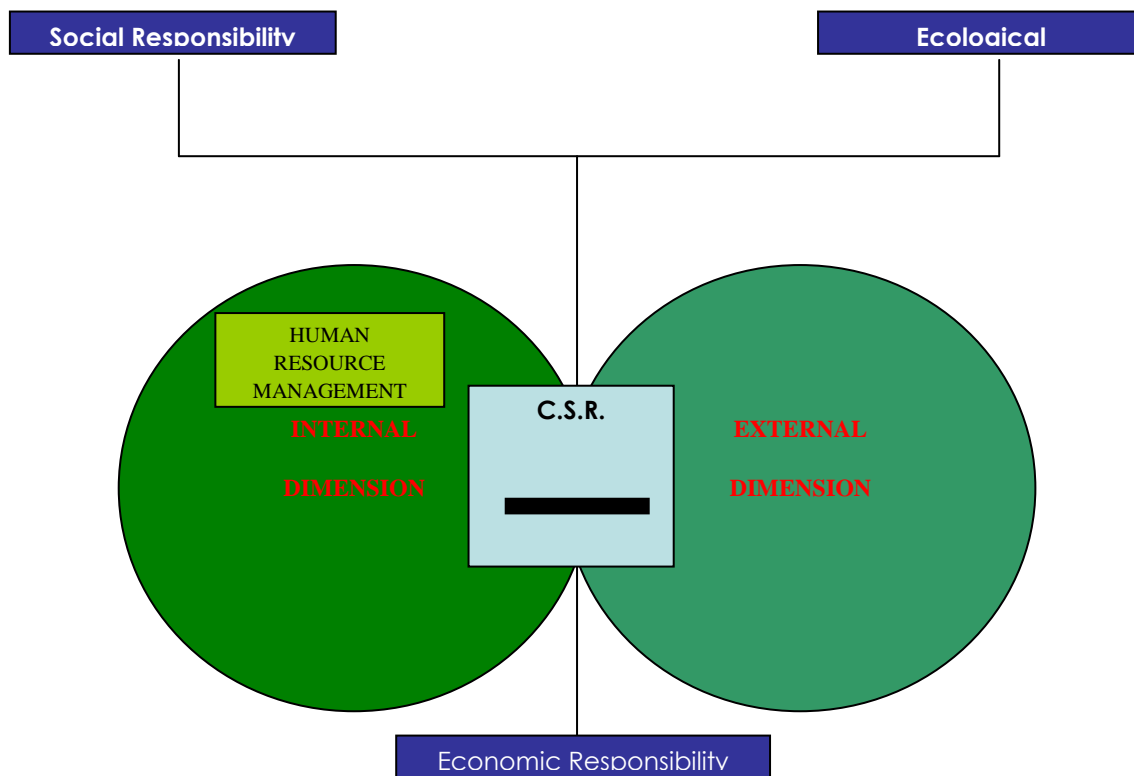 Social Responsibility
Ecological
HUMAN
RESOURCE
MANAGEMENT
C.S.R.
INTERNAL
DIMENSION
EXTERNAL
DIMENSION
Economic Responsibility